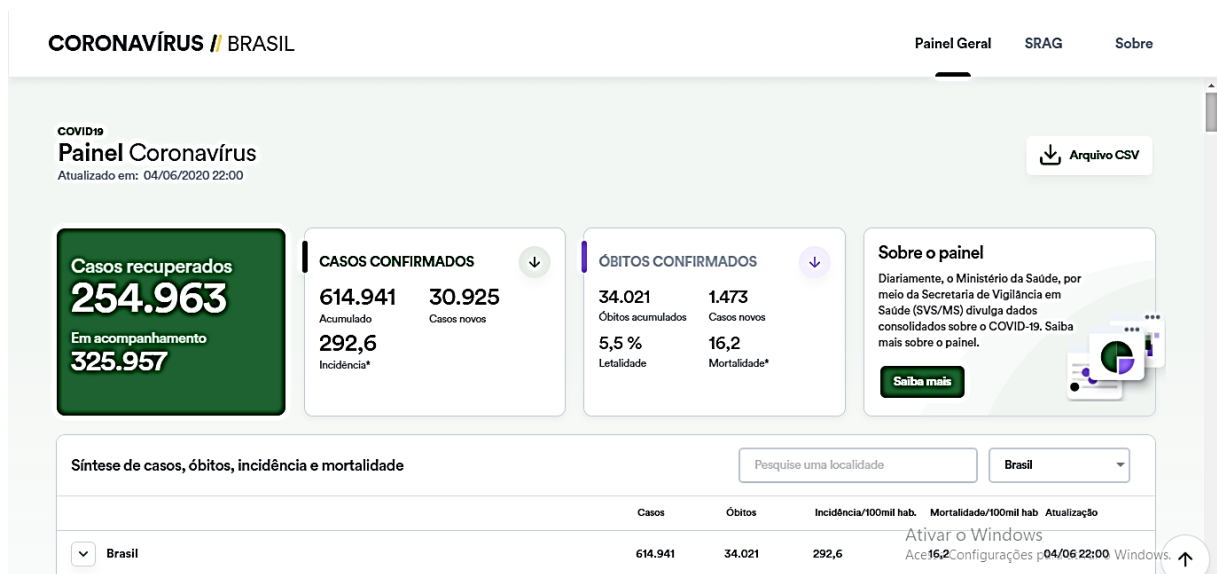 CORONAVÍRUS // BRASIL
Painel Geral SRAG Sobre
COVID19
Painel Coronavírus
Atualizado em: 04/06/2020 22:00
Arquivo CSV
Casos recuperados
254.963
Em acompanhamento
325.957
CASOS CONFIRMADOS
614.941 30.925
Acumulado Casos novos
292,6
Incidência*
ÓBITOS CONFIRMADOS
34.021 1.473
Óbitos acumulados Casos novos
5,5 % 16,2
Letalidade Mortalidade*
Sobre o painel
Diariamente, o Ministério da Saúde, por
meio da Secretaria de Vigilância em
Saúde (SVS/MS) divulga dados
consolidados sobre o COVID-19. Saiba
mais sobre o painel.
Saiba mais
Síntese de casos, óbitos, incidência e mortalidade
Pesquise uma localidade
Brasil
Casos Óbitos Incidência/100mil hab. Mortalidade/100mil hab Atualização
Brasil 614.941 34.021 292,6 16,2 04/06 22:00
Ativar o Windows
Configurações Windows.